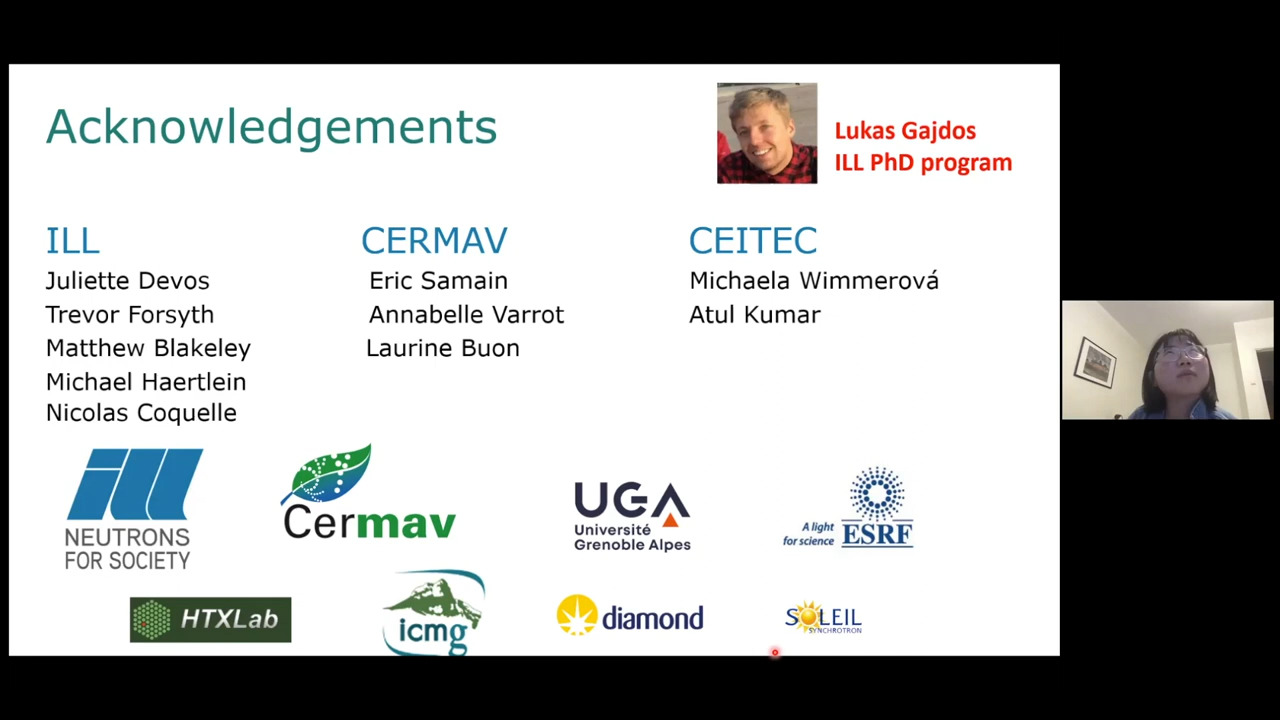 Acknowledgements
Lukas Gajdos
ILL PhD program
ILL
Juliette Devos
Trevor Forsyth
Matthew Blakeley
Michael Haertlein
Nicolas Coquelle
CERMAV
Eric Samain
Annabelle Varrot
Laurine Buon
CEITEC
Michaela Wimmerová
Atul Kumar
ill
NEUTRONS
FOR SOCIETY
Cermav
UGA
Université
Grenoble Alpes
A light
for science
ESRF
HTXLab
icmg
diamond
SOLEIL
SYNCHROTRON